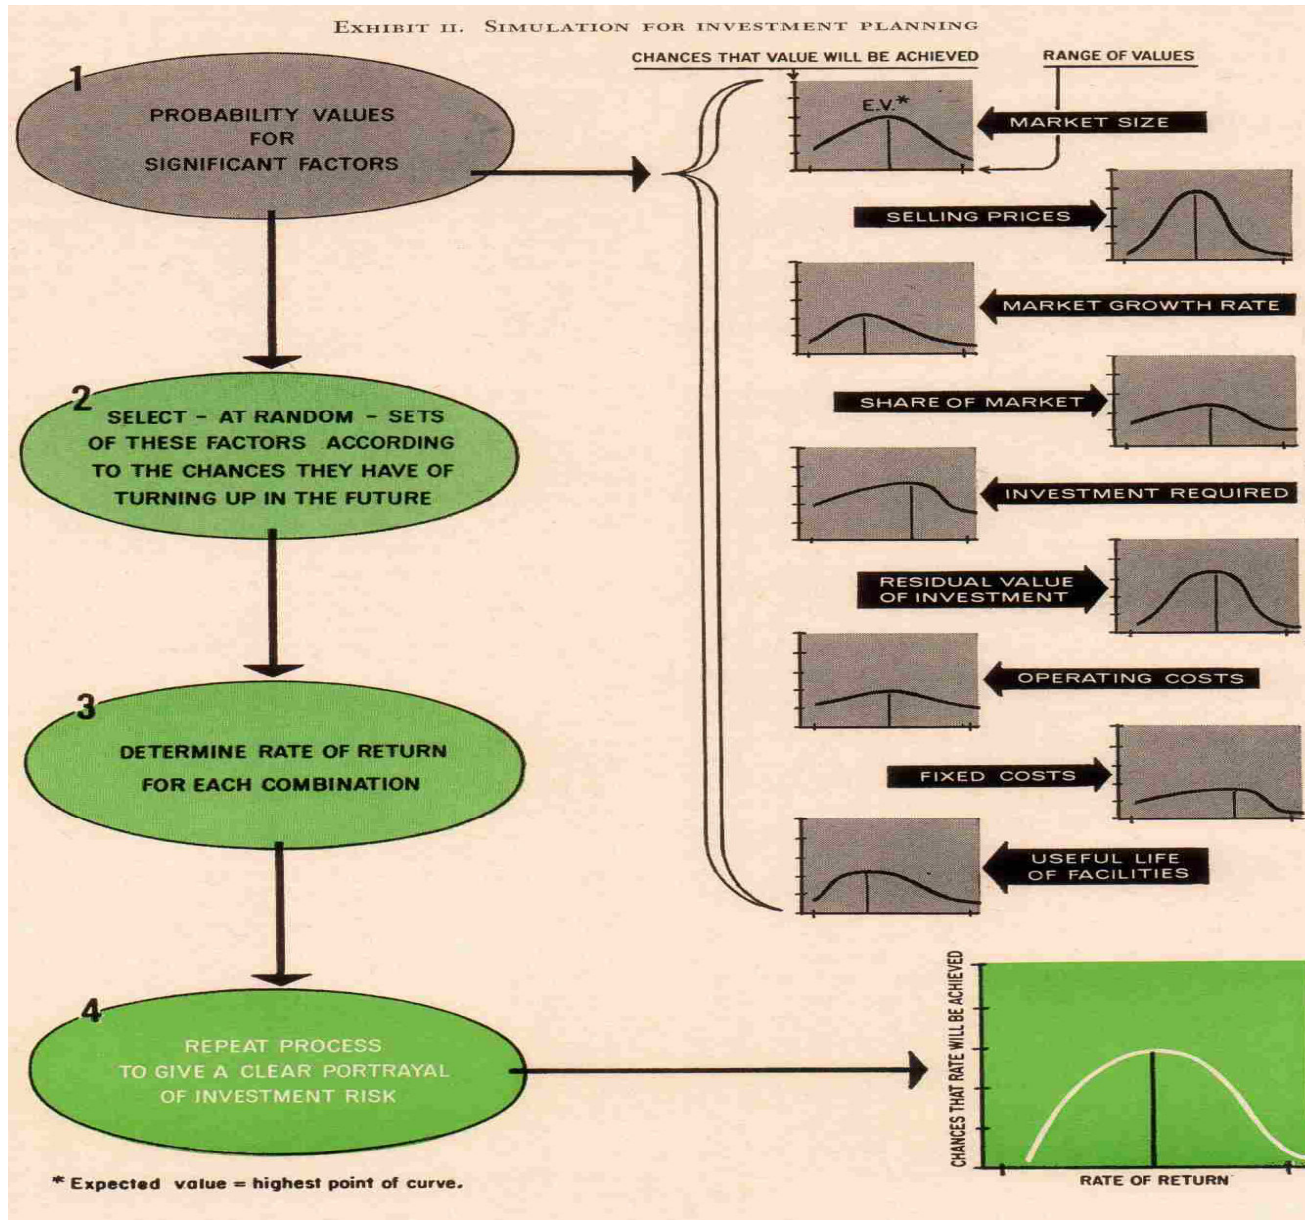 EXHIBIT II. SIMULATION FOR INVESTMENT PLANNING
1
PROBABILITY VALUES
FOR
SIGNIFICANT FACTORS
2
SELECT – AT RANDOM – SETS
OF THESE FACTORS ACCORDING
TO THE CHANCES THEY HAVE OF
TURNING UP IN THE FUTURE
3
DETERMINE RATE OF RETURN
FOR EACH COMBINATION
4
REPEAT PROCESS
TO GIVE A CLEAR PORTRAYAL
OF INVESTMENT RISK
* Expected value = highest point of curve.
CHANCES THAT VALUE WILL BE ACHIEVED
RANGE OF VALUES
E.V.*
MARKET SIZE
SELLING PRICES
MARKET GROWTH RATE
SHARE OF MARKET
INVESTMENT REQUIRED
RESIDUAL VALUE
OF INVESTMENT
OPERATING COSTS
FIXED COSTS
USEFUL LIFE
OF FACILITIES
CHANCES THAT RATE WILL BE ACHIEVED
RATE OF RETURN